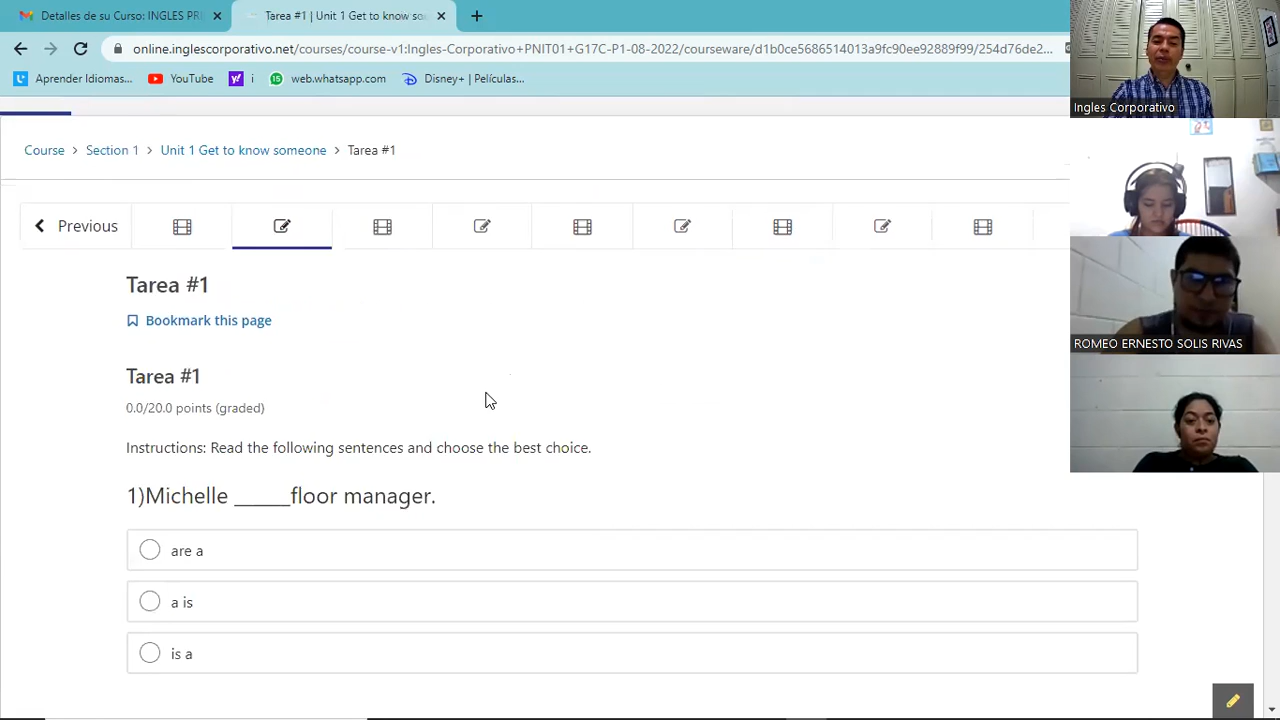 Detalles de su Curso: INGLES PR
Tarea #1 | Unit 1 Get to know so
online.inglescorporativo.net/courses/course-v1:Ingles-Corporativo+PNT101+G17C-P1-08-2022/courseware/
Aprender Idiomas...
YouTube
i
web.whatsapp.com
Disney+ | Películas...
Course > Section 1 > Unit 1 Get to know someone > Tarea #1
Previous
Tarea #1
Bookmark this page
Tarea #1
0.0/20.0 points (graded)
Instructions: Read the following sentences and choose the best choice.
1)Michelle ______floor manager.
are a
a is
is a
Ingles Corporativo
ROMEO ERNESTO SOLIS RIVAS